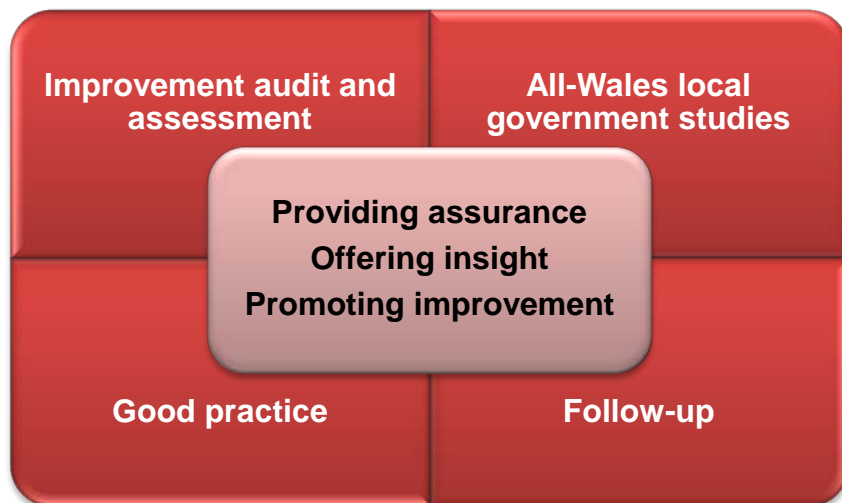 Improvement audit and
assessment
All-Wales local
government studies
Providing assurance
Offering insight
Promoting improvement
Good practice
Follow-up